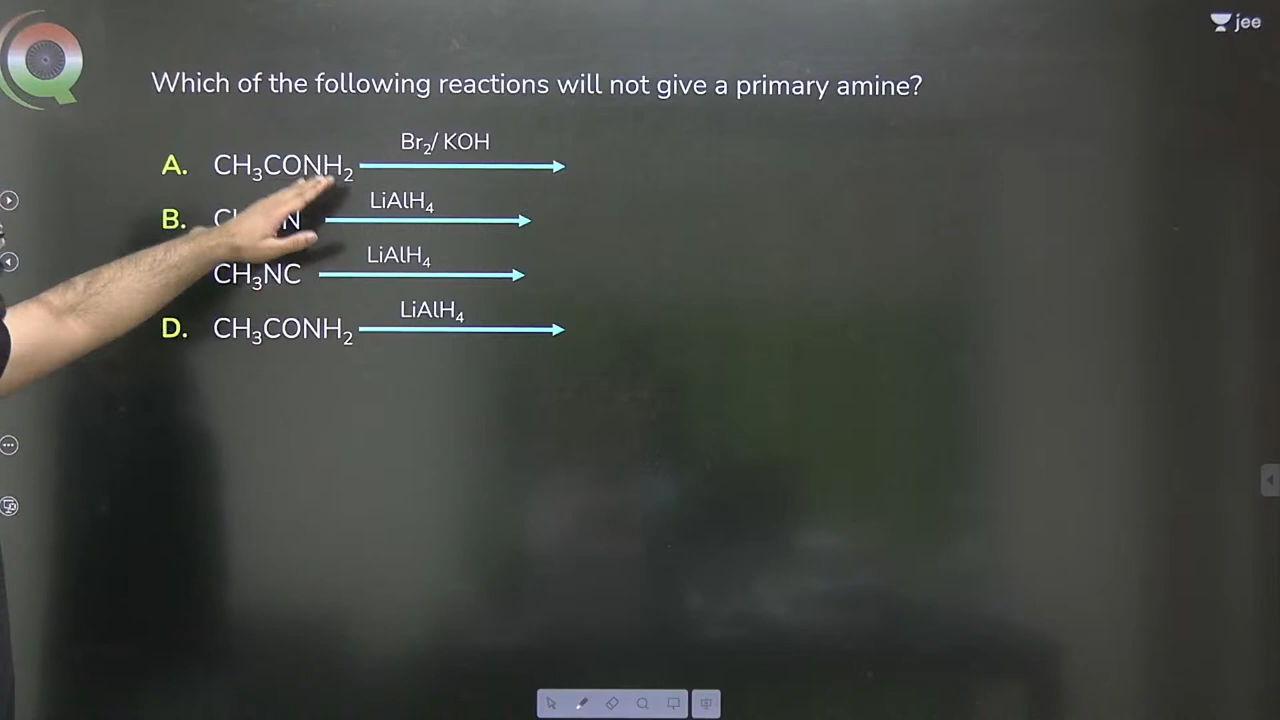 jee
Which of the following reactions will not give a primary amine?
A. CH₃CONH₂ Br₂/ KOH
B. LiAlH₄
CH₃NC LiAlH₄
D. CH₃CONH₂ LiAlH₄